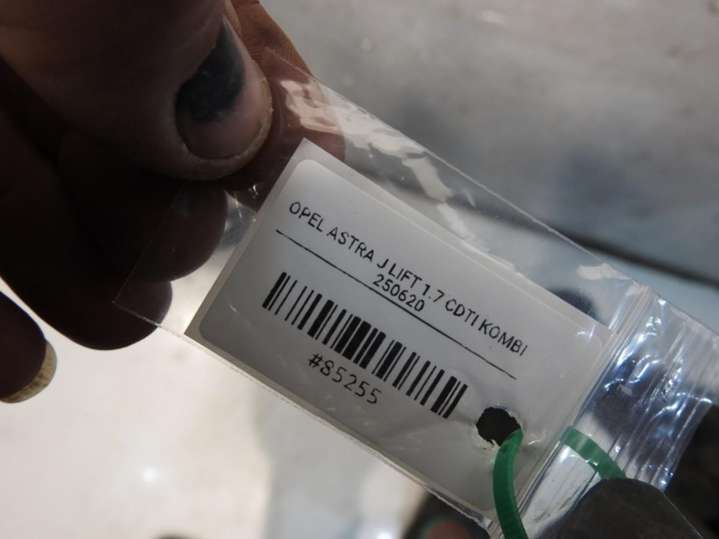 OPEL ASTRA J LIFT 1.7 CDTI KOMBI
250620
#85255